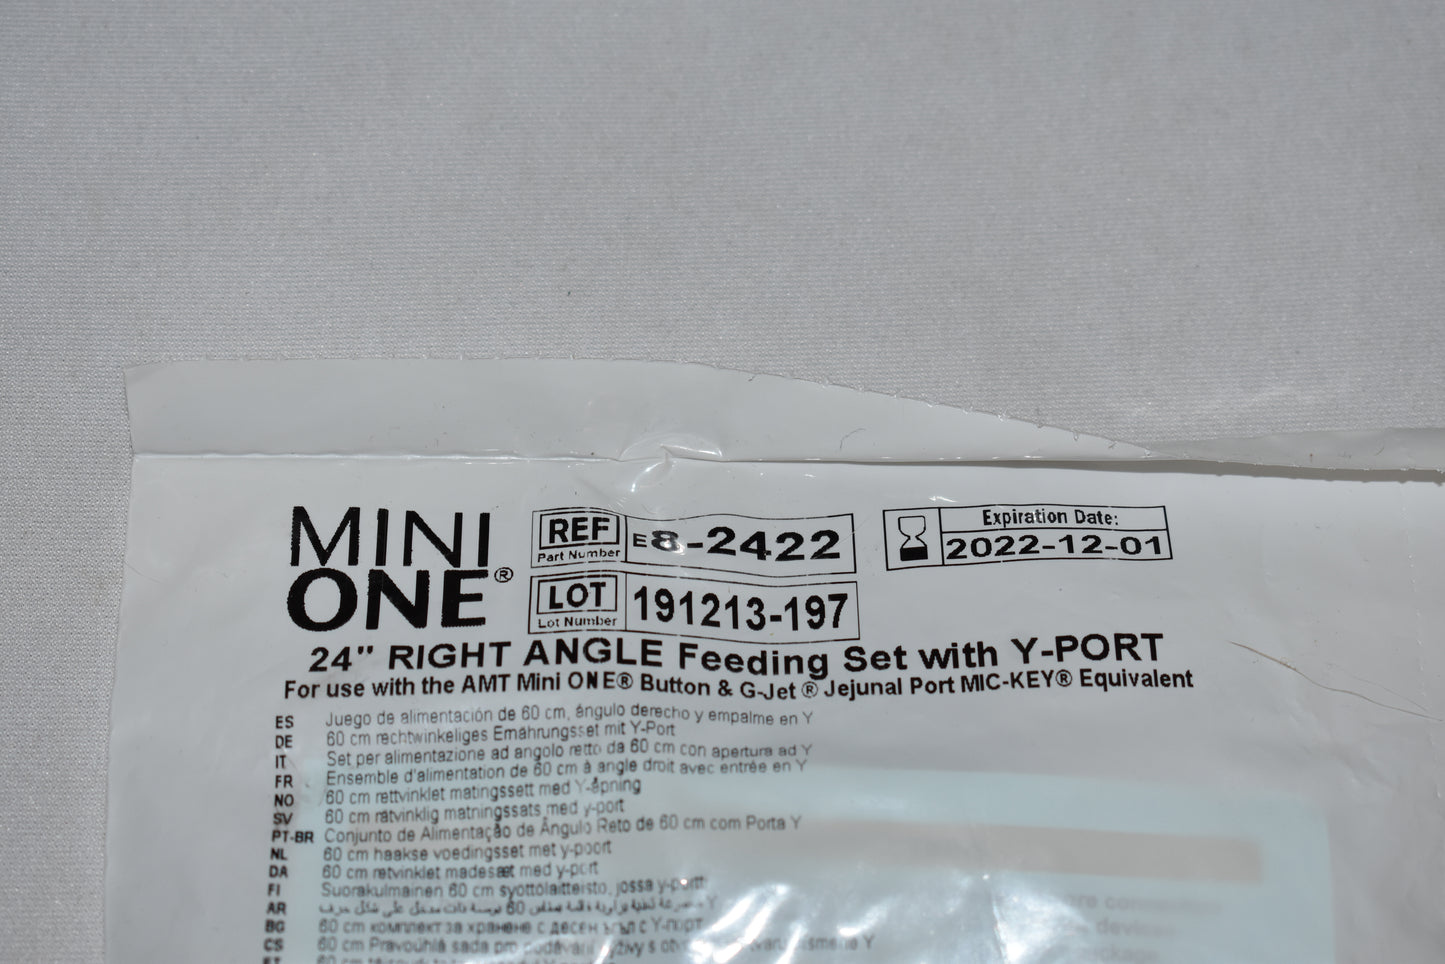 MINI
ONE®
REF
Part Number
E8-2422
LOT
Lot Number
191213-197
Expiration Date:
2022-12-01
24" RIGHT ANGLE Feeding Set with Y-PORT
For use with the AMT Mini ONE® Button & G-Jet® Jejunal Port MIC-KEY® Equivalent
ES Juego de alimentación de 60 cm, ángulo derecho y empalme en Y
DE 60 cm rechtwinkeliges Ernährungsset mit Y-Port
IT Set per alimentazione ad angolo retto da 60 cm con apertura ad Y
FR Ensemble d'alimentation de 60 cm à angle droit avec entrée en Y
NO 60 cm rettvinklet matingssett med Y-åpning
SV 60 cm rätvinklig matningssats med y-port
PT-BR Conjunto de Alimentação de Ângulo Reto de 60 cm com Porta Y
NL 60 cm haakse voedingsset met y-poort
DA 60 cm retvinklet madesæt med y-port
FI Suorakulmainen 60 cm syöttölaitteisto, jossa y-portti
AR 60
BG 60 cm комплект за хранене с десен ъгъл с Y-порт
CS 60 cm Pravoúhlá sada pro podávání výživy s
ET 60 cm